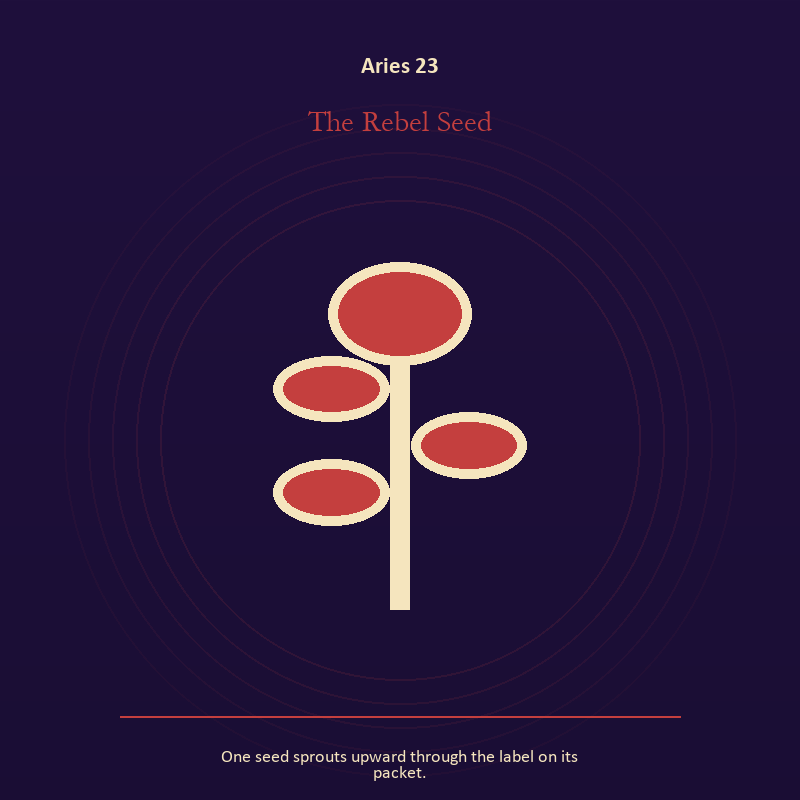 Aries 23
The Rebel Seed
One seed sprouts upward through the label on its
packet.